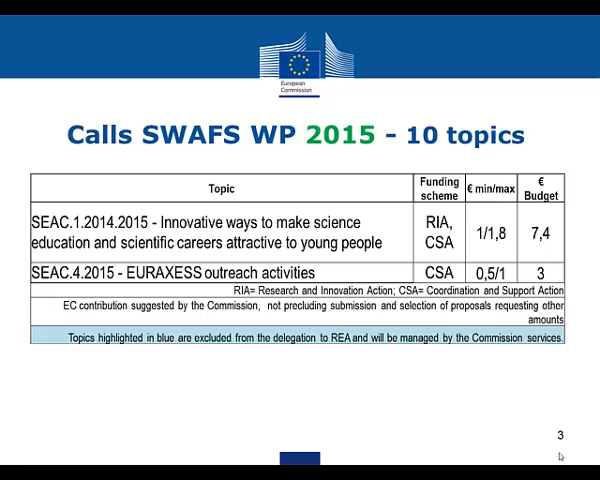 European
Commission
Calls SWAFS WP 2015 - 10 topics
Topic
Funding
scheme
€ min/max
€
Budget
SEAC.1.2014.2015 - Innovative ways to make science
education and scientific careers attractive to young people
RIA,
CSA
1/1,8
7,4
SEAC.4.2015 - EURAXESS outreach activities
CSA
0,5/1
3
RIA= Research and Innovation Action; CSA= Coordination and Support Action
EC contribution suggested by the Commission, not precluding submission and selection of proposals requesting other
amounts
Topics highlighted in blue are excluded from the delegation to REA and will be managed by the Commission services.
3